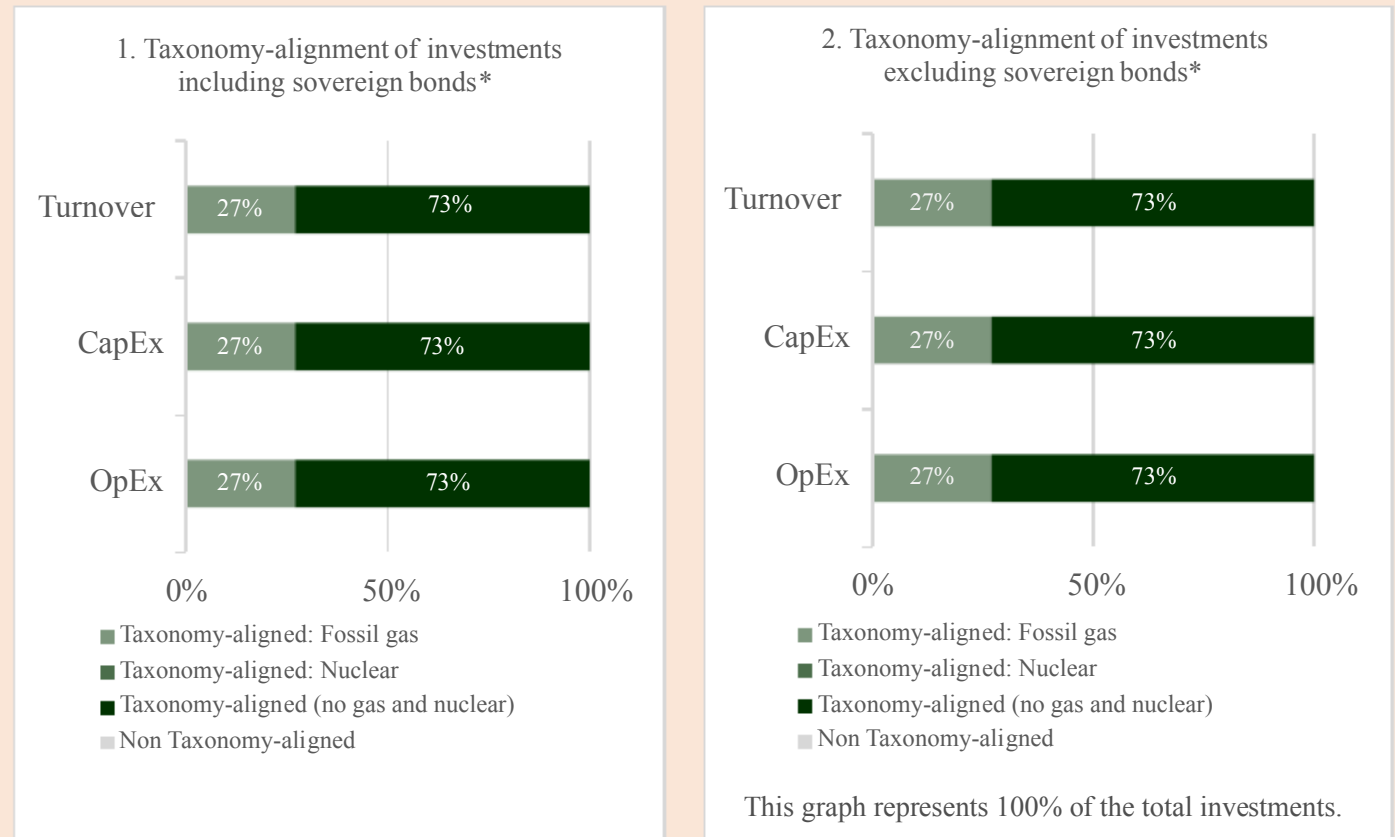 1. Taxonomy-alignment of investments
including sovereign bonds*
Turnover
27%
73%
CapEx
27%
73%
OpEx
27%
73%
0%
50%
100%
Taxonomy-aligned: Fossil gas
Taxonomy-aligned: Nuclear
Taxonomy-aligned (no gas and nuclear)
Non Taxonomy-aligned
2. Taxonomy-alignment of investments
excluding sovereign bonds*
Turnover
27%
73%
CapEx
27%
73%
OpEx
27%
73%
0%
50%
100%
Taxonomy-aligned: Fossil gas
Taxonomy-aligned: Nuclear
Taxonomy-aligned (no gas and nuclear)
Non Taxonomy-aligned
This graph represents 100% of the total investments.